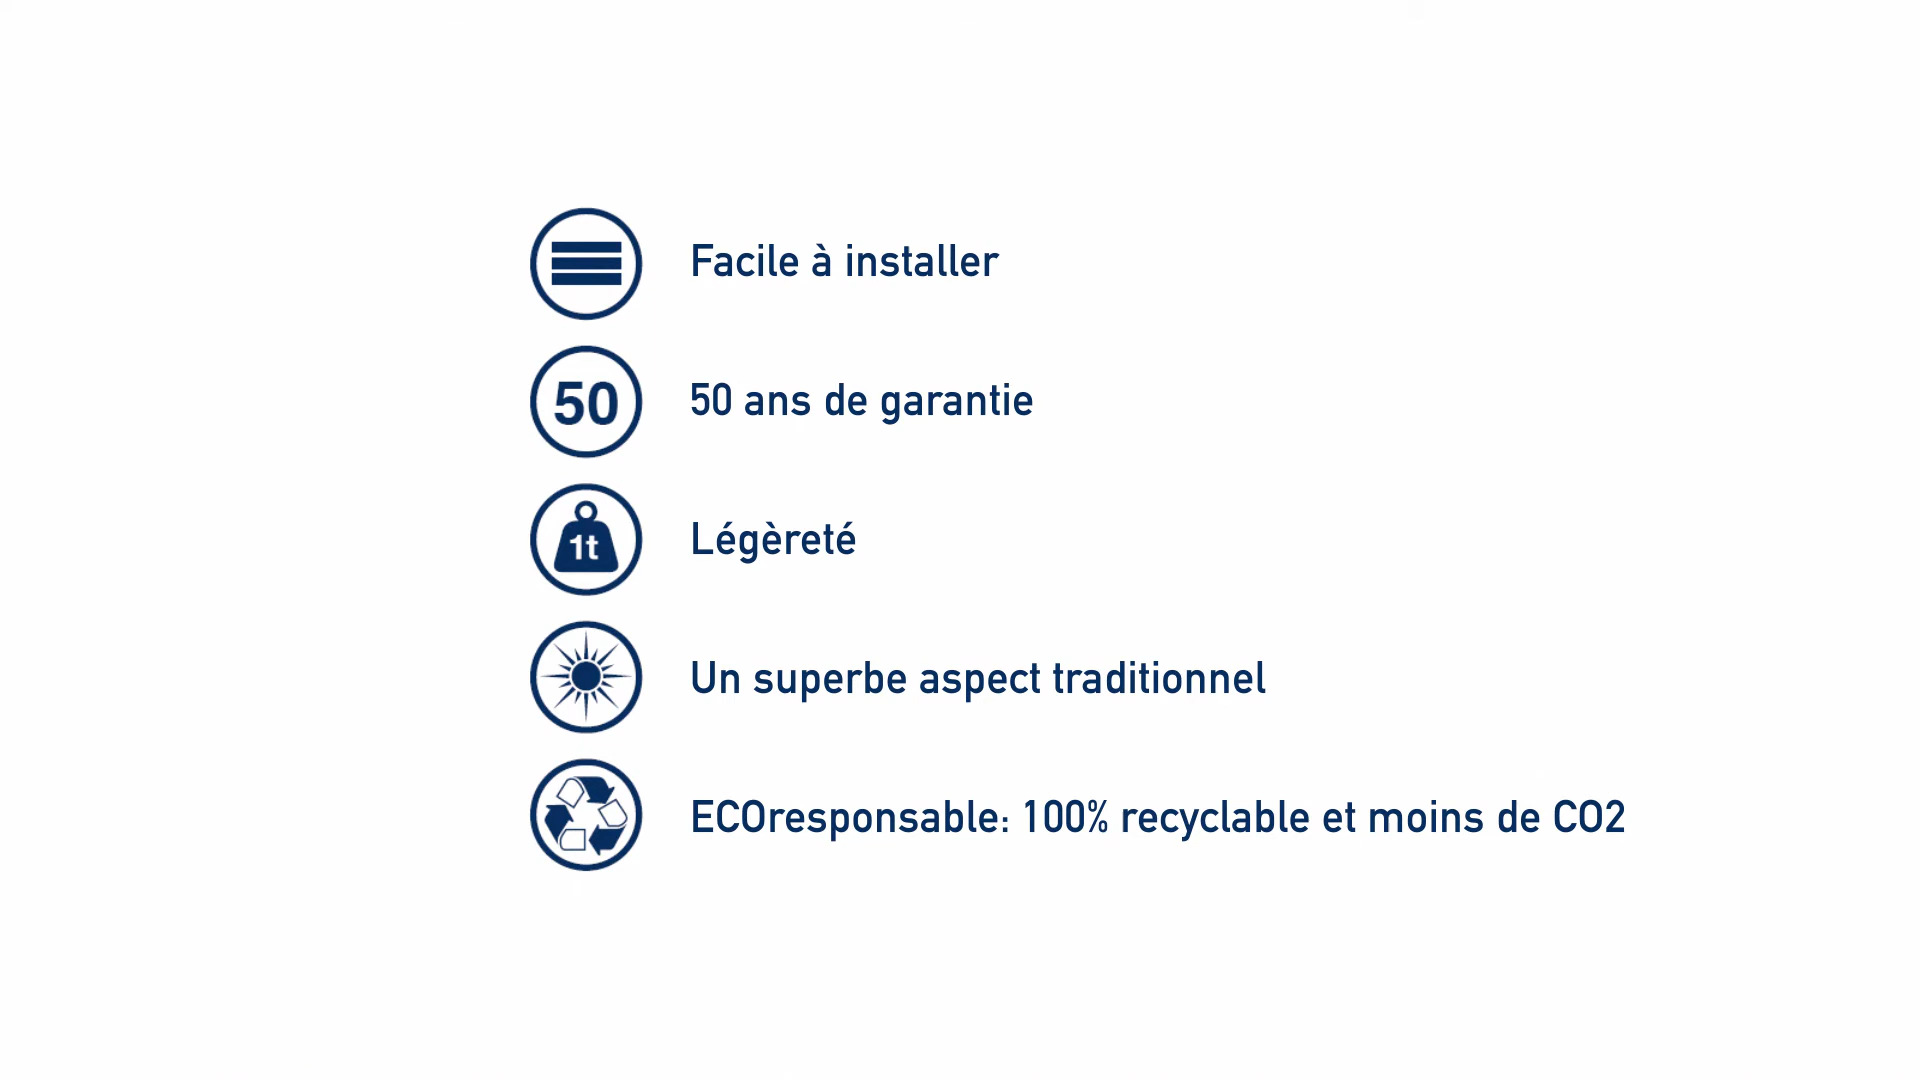 Facile à installer
50
50 ans de garantie
1t
Légèreté
Un superbe aspect traditionnel
ECOresponsable: 100% recyclable et moins de CO2